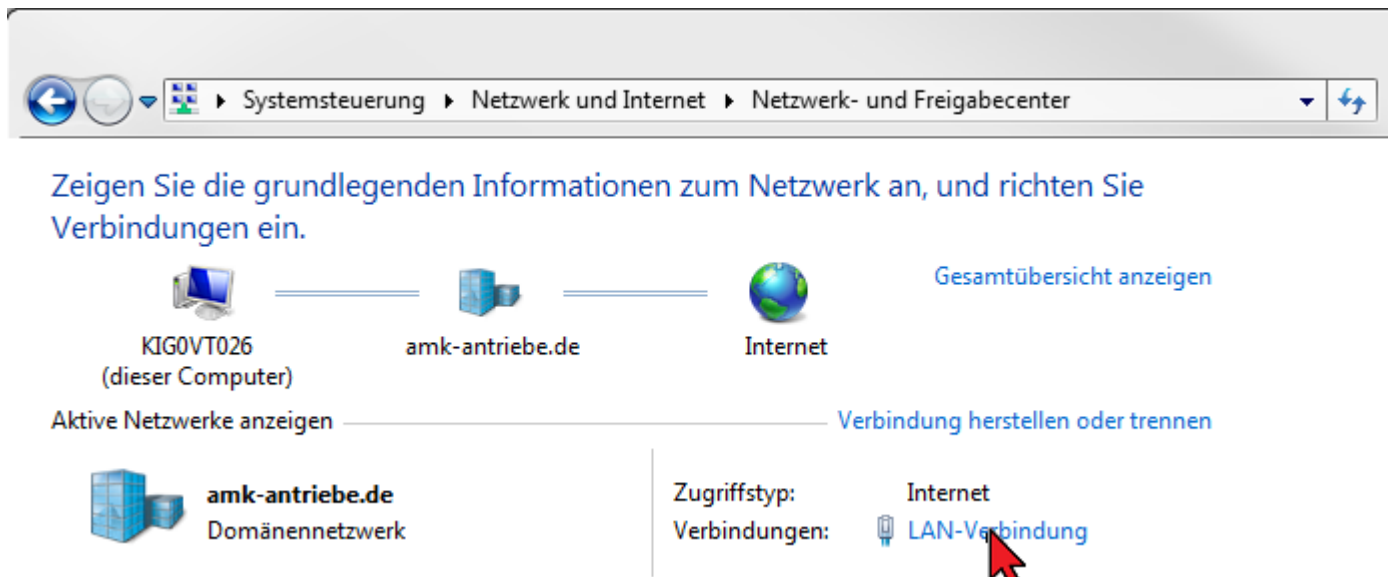 Systemsteuerung ▸ Netzwerk und Internet ▸ Netzwerk- und Freigabecenter
Zeigen Sie die grundlegenden Informationen zum Netzwerk an, und richten Sie
Verbindungen ein.
Gesamtübersicht anzeigen
KIG0VT026 amk-antriebe.de Internet
(dieser Computer)
Aktive Netzwerke anzeigen Verbindung herstellen oder trennen
amk-antriebe.de Zugriffstyp: Internet
Domänennetzwerk Verbindungen: LAN-Verbindung